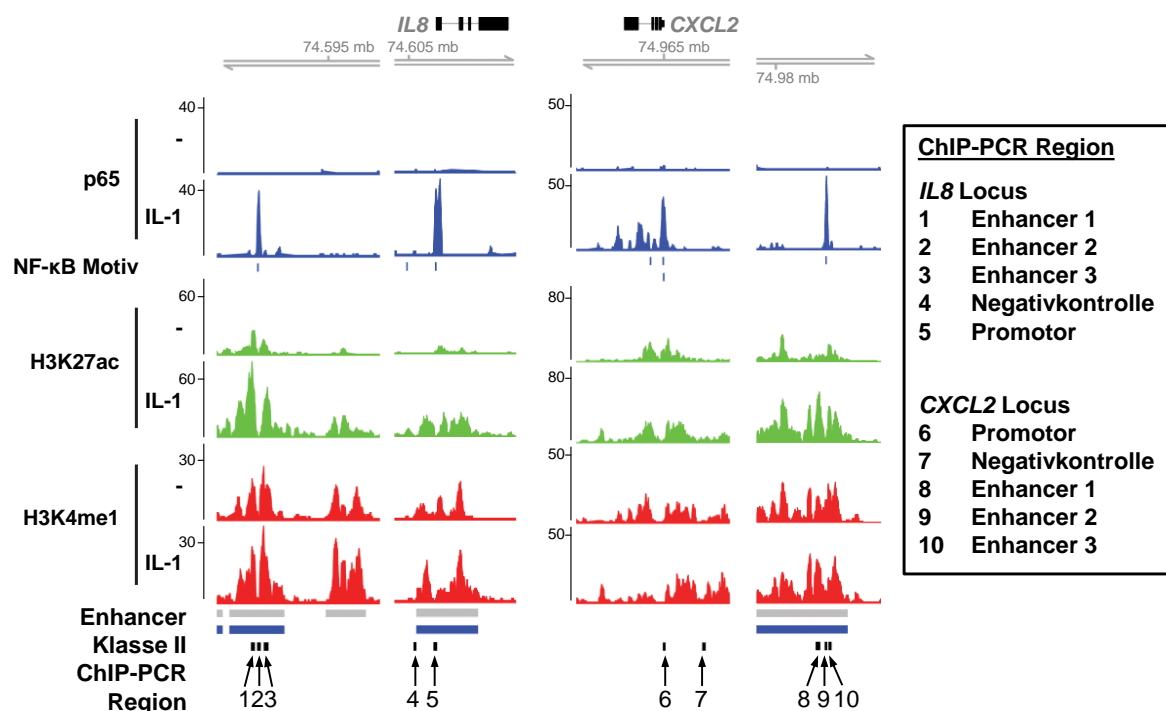 IL8
CXCL2
74.595 mb
74.605 mb
74.965 mb
74.98 mb
40
50
-
p65
40
50
IL-1
NF-κB Motiv
60
80
-
H3K27ac
60
80
IL-1
30
50
-
H3K4me1
30
50
IL-1
Enhancer
Klasse II
ChIP-PCR
Region
123
4
5
6
7
8
9
10
ChIP-PCR Region
IL8 Locus
1 Enhancer 1
2 Enhancer 2
3 Enhancer 3
4 Negativkontrolle
5 Promotor
CXCL2 Locus
6 Promotor
7 Negativkontrolle
8 Enhancer 1
9 Enhancer 2
10 Enhancer 3